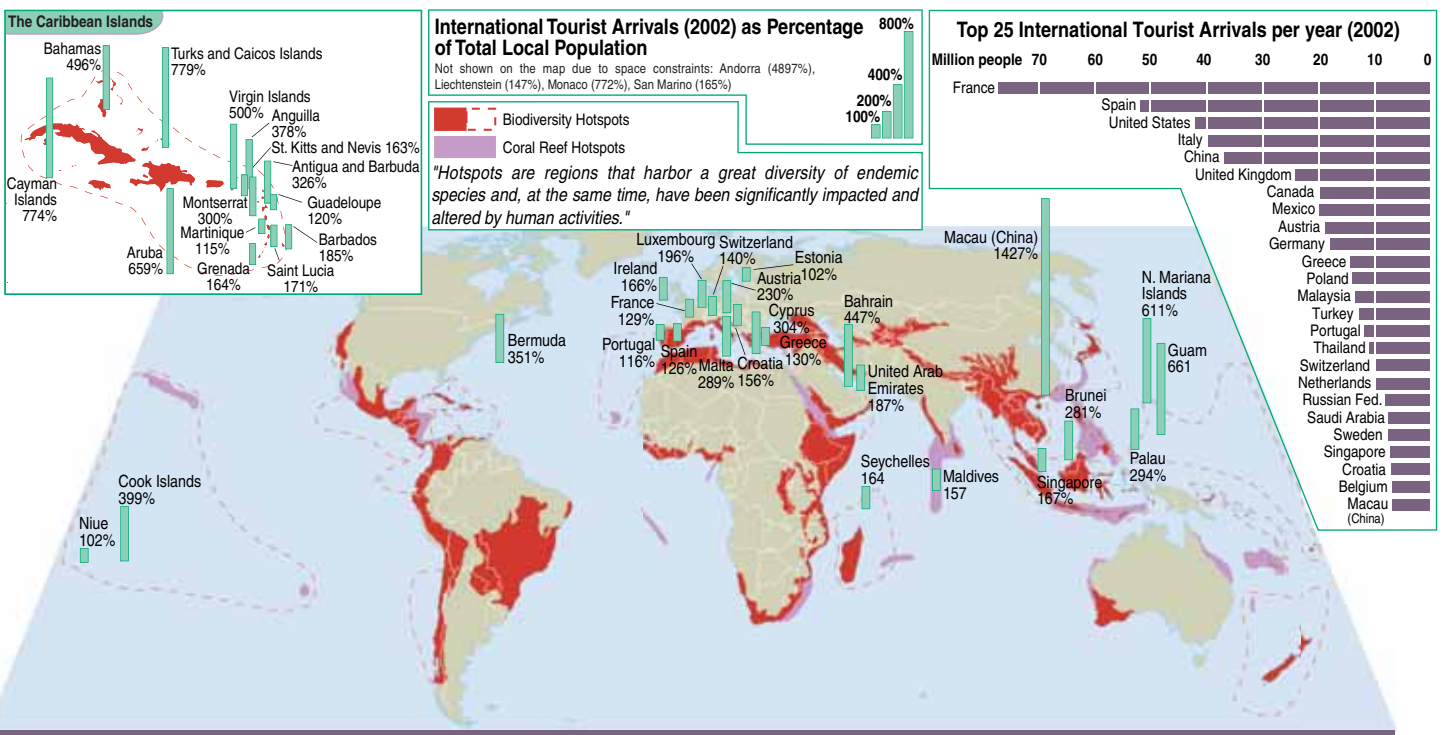 The Caribbean Islands
Bahamas
496%
Turks and Caicos Islands
779%
Virgin Islands
500%
Anguilla
378%
St. Kitts and Nevis 163%
Antigua and Barbuda
326%
Cayman
Islands
774%
Montserrat
300%
Guadeloupe
120%
Martinique
115%
Barbados
185%
Aruba
659%
Grenada
164%
Saint Lucia
171%
International Tourist Arrivals (2002) as Percentage
of Total Local Population
Not shown on the map due to space constraints: Andorra (4897%),
Liechtenstein (147%), Monaco (772%), San Marino (165%)
800%
400%
200%
100%
Biodiversity Hotspots
Coral Reef Hotspots
"Hotspots are regions that harbor a great diversity of endemic
species and, at the same time, have been significantly impacted and
altered by human activities."
Top 25 International Tourist Arrivals per year (2002)
Million people 70 60 50 40 30 20 10 0
France
Spain
United States
Italy
China
United Kingdom
Canada
Mexico
Austria
Germany
Greece
Poland
Malaysia
Turkey
Portugal
Thailand
Switzerland
Netherlands
Russian Fed.
Saudi Arabia
Sweden
Singapore
Croatia
Belgium
Macau
(China)
Luxembourg
196%
Switzerland
140%
Estonia
102%
Ireland
166%
Austria
230%
France
129%
Cyprus
304%
Bahrain
447%
Portugal
116%
Spain
126%
Malta
289%
Croatia
156%
Greece
130%
United Arab
Emirates
187%
Bermuda
351%
Macau (China)
1427%
N. Mariana
Islands
611%
Guam
661
Brunei
281%
Palau
294%
Singapore
167%
Seychelles
164
Maldives
157
Cook Islands
399%
Niue
102%